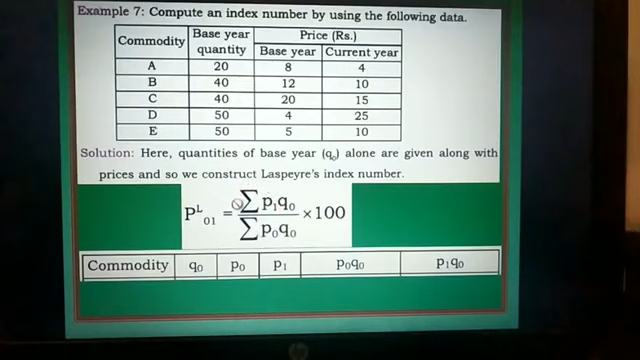 Example 7: Compute an index number by using the following data.
Commodity Base year quantity Price (Rs.)
Base year Current year
A 20 8 4
B 40 12 10
C 40 20 15
D 50 4 25
E 50 5 10
Solution: Here, quantities of base year (q₀) alone are given along with
prices and so we construct Laspeyre's index number.
P^L_01 = ∑p₁q₀ / ∑p₀q₀ × 100
Commodity q₀ p₀ p₁ p₀q₀ p₁q₀